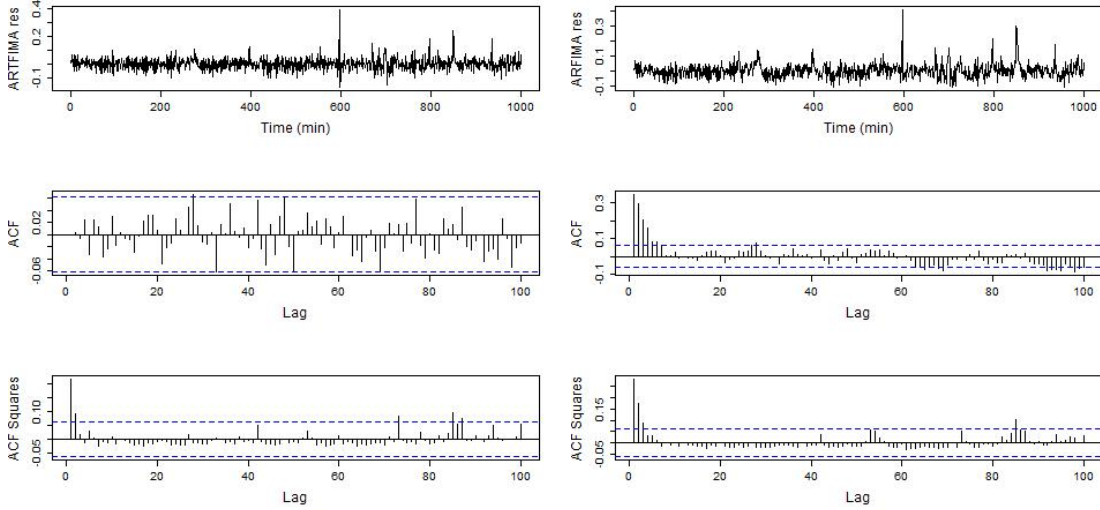 ARTFIMA res
-0.1 0.2 0.4
0 200 400 600 800 1000
Time (min)
ARFIMA res
-0.1 0.1 0.3
0 200 400 600 800 1000
Time (min)
ACF
-0.06 0.02
0 20 40 60 80 100
Lag
ACF
-0.1 0.1 0.3
0 20 40 60 80 100
Lag
ACF Squares
-0.05 0.10
0 20 40 60 80 100
Lag
ACF Squares
-0.05 0.15
0 20 40 60 80 100
Lag